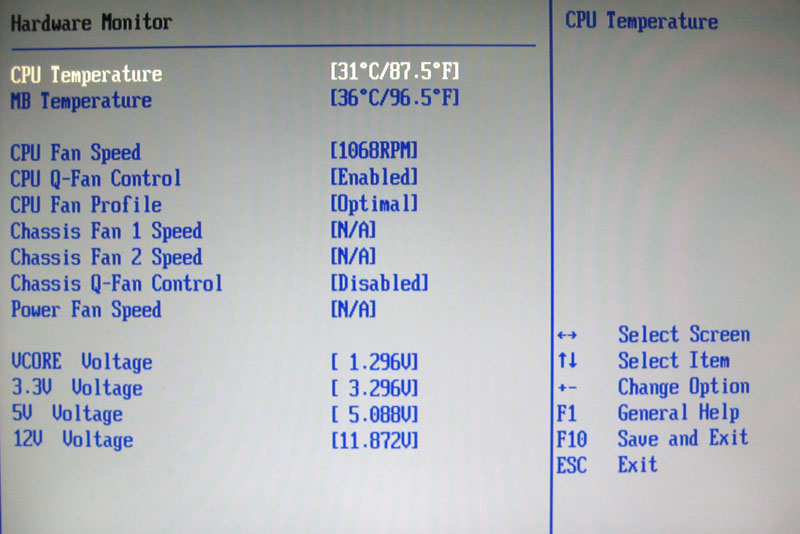 Hardware Monitor
CPU Temperature [31°C/87.5°F]
MB Temperature [36°C/96.5°F]
CPU Fan Speed [1068RPM]
CPU Q-Fan Control [Enabled]
CPU Fan Profile [Optimal]
Chassis Fan 1 Speed [N/A]
Chassis Fan 2 Speed [N/A]
Chassis Q-Fan Control [Disabled]
Power Fan Speed [N/A]
VCORE Voltage [ 1.296V]
3.3V Voltage [ 3.296V]
5V Voltage [ 5.088V]
12V Voltage [11.872V]
CPU Temperature
←→ Select Screen
↑↓ Select Item
+- Change Option
F1 General Help
F10 Save and Exit
ESC Exit